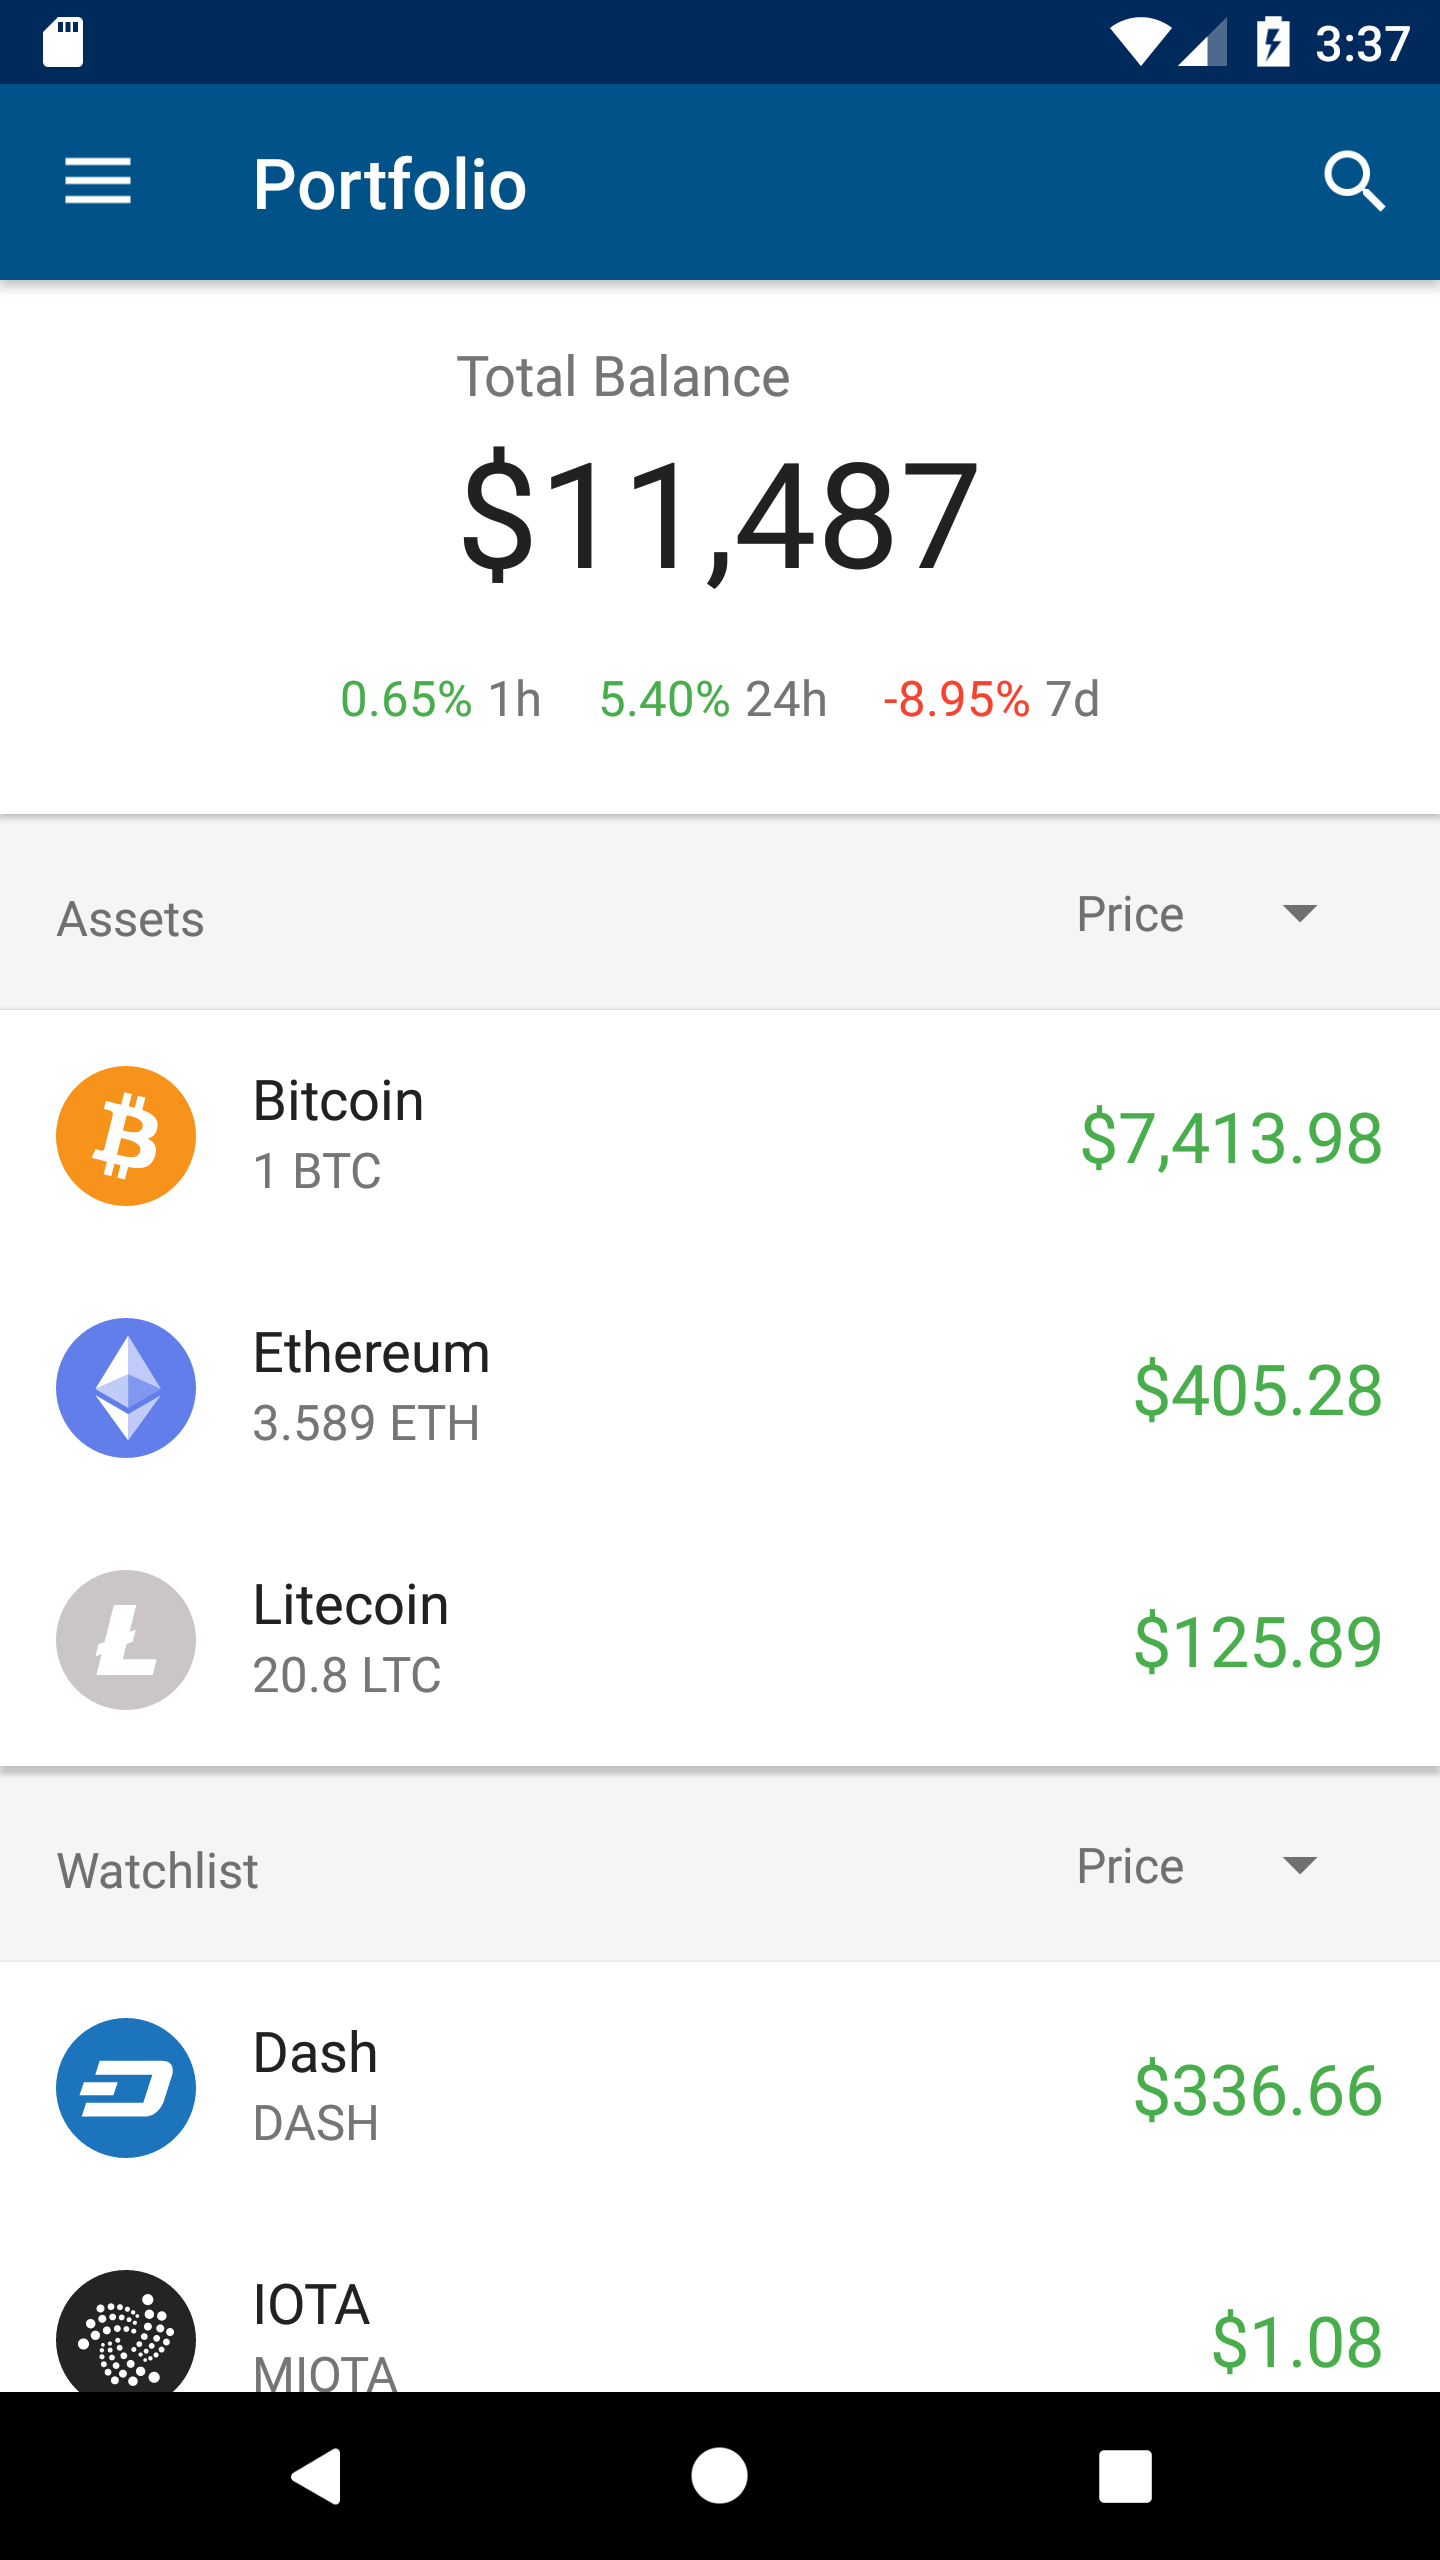 3:37
Portfolio
Total Balance
$11,487
0.65% 1h 5.40% 24h -8.95% 7d
Assets Price
Bitcoin
1 BTC
$7,413.98
Ethereum
3.589 ETH
$405.28
Litecoin
20.8 LTC
$125.89
Watchlist Price
Dash
DASH
$336.66
IOTA
MIOTA
$1.08